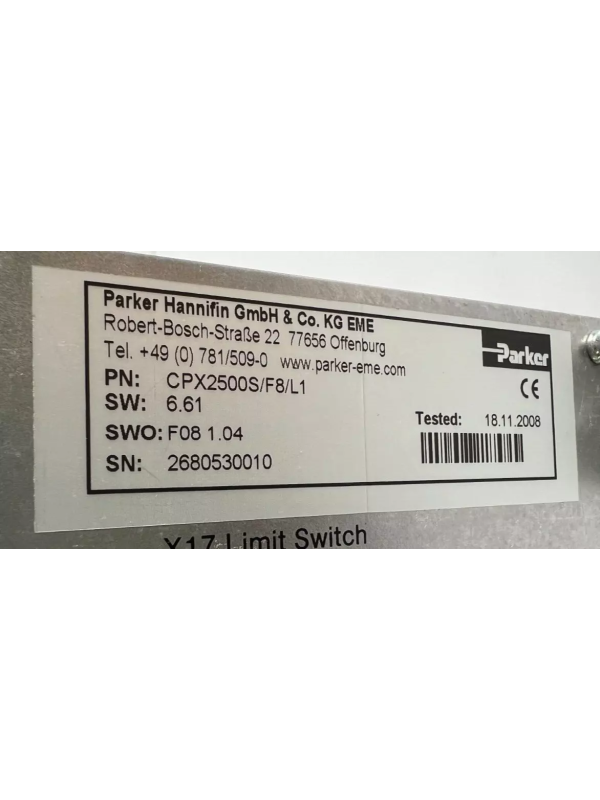 Parker Hannifin GmbH & Co. KG EME
Robert-Bosch-Straße 22 77656 Offenburg
Tel. +49 (0) 781/509-0 www.parker-eme.com
Parker
PN: CPX2500S/F8/L1
CE
SW: 6.61
Tested: 18.11.2008
SWO: F08 1.04
SN: 2680530010
X17 Limit Switch